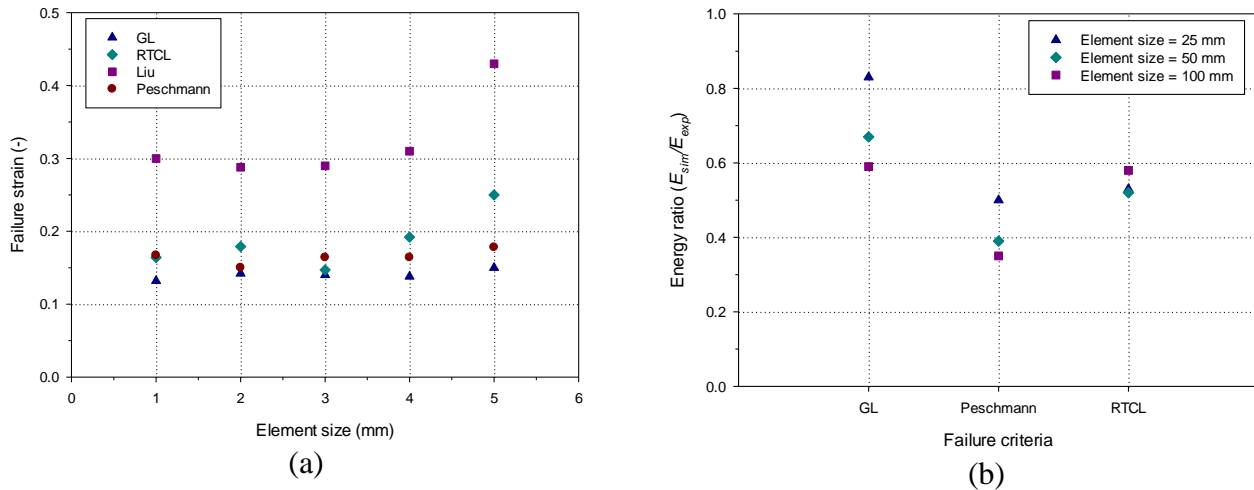 0.5
0.4
0.3
0.2
0.1
0.0
Failure strain (-)
GL
RTCL
Liu
Peschmann
0 1 2 3 4 5 6
Element size (mm)
(a)
1.0
0.8
0.6
0.4
0.2
0.0
Energy ratio (E_sim/E_exp)
Element size = 25 mm
Element size = 50 mm
Element size = 100 mm
GL Peschmann RTCL
Failure criteria
(b)